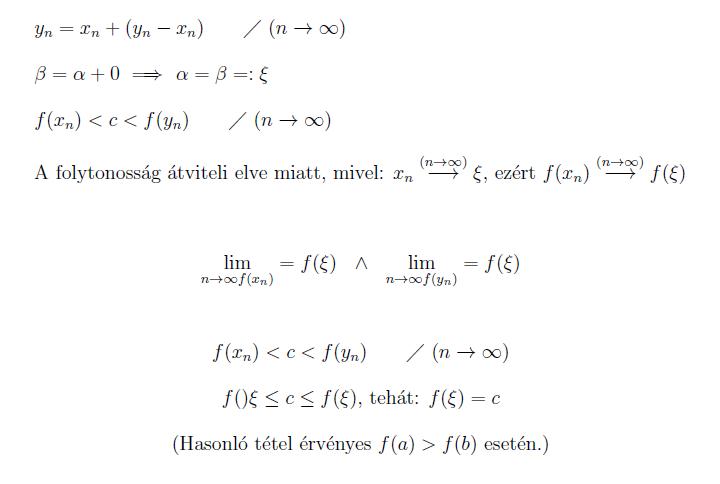 yₙ = xₙ + (yₙ − xₙ) / (n → ∞)
β = α + 0 ⟹ α = β =: ξ
f(xₙ) < c < f(yₙ) / (n → ∞)
A folytonosság átviteli elve miatt, mivel: xₙ (n→∞)⟶ ξ, ezért f(xₙ) (n→∞)⟶ f(ξ)
lim n→∞f(xₙ) = f(ξ) ∧ lim n→∞f(yₙ) = f(ξ)
f(xₙ) < c < f(yₙ) / (n → ∞)
f()ξ ≤ c ≤ f(ξ), tehát: f(ξ) = c
(Hasonló tétel érvényes f(a) > f(b) esetén.)